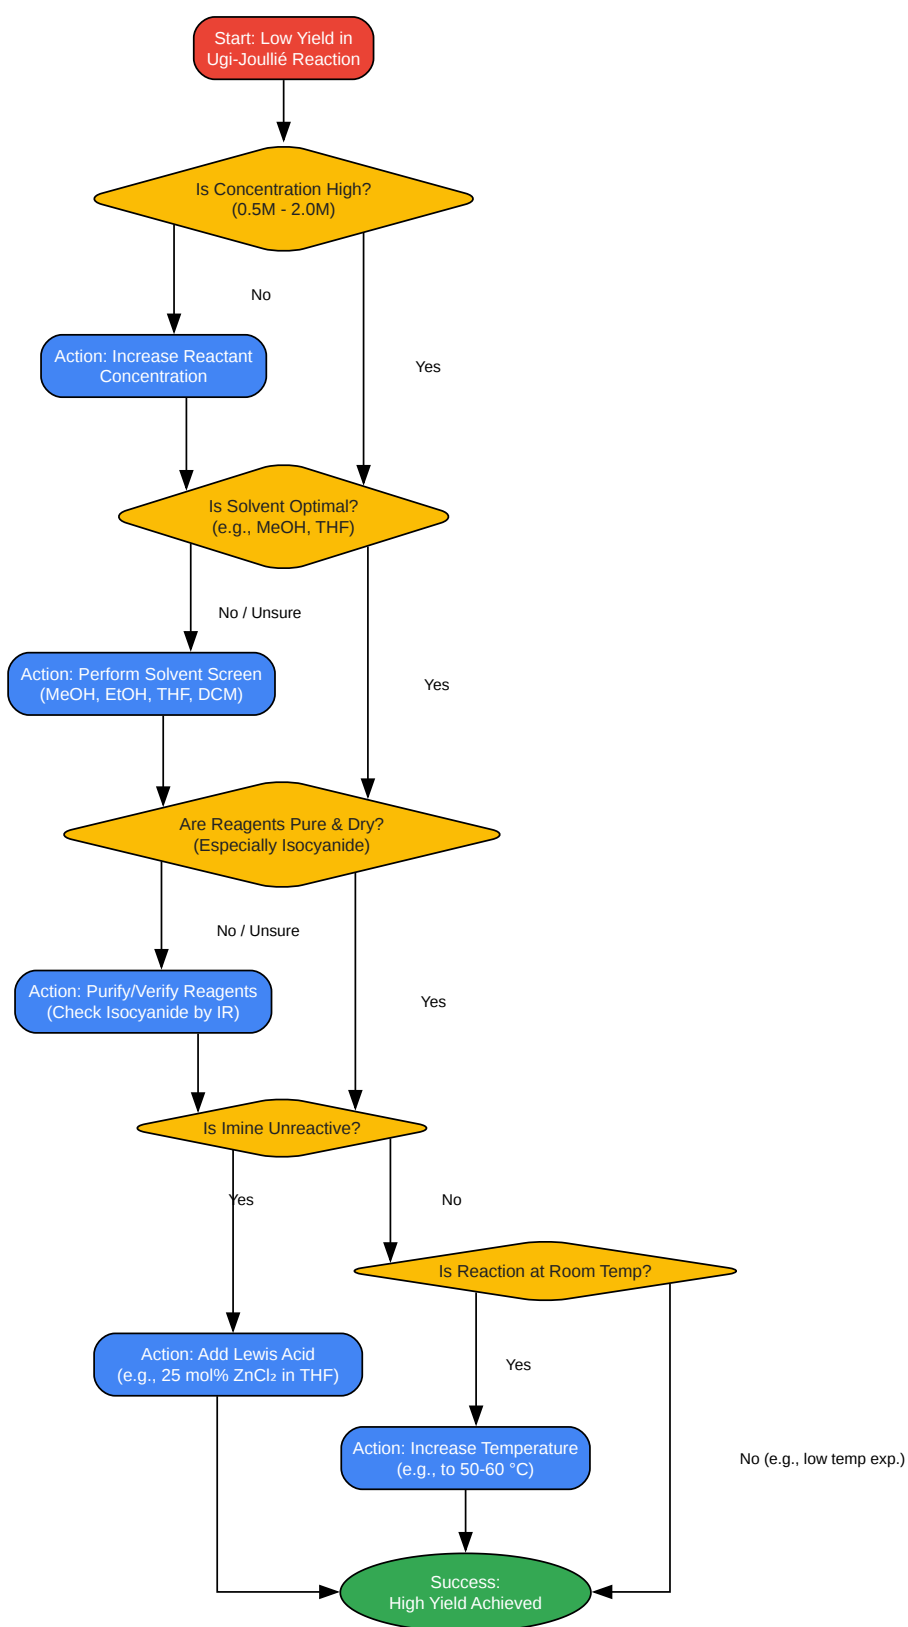 Start: Low Yield in
Ugi-Joullié Reaction
Is Concentration High?
(0.5M - 2.0M)
No
Yes
Action: Increase Reactant
Concentration
Is Solvent Optimal?
(e.g., MeOH, THF)
No / Unsure
Yes
Action: Perform Solvent Screen
(MeOH, EtOH, THF, DCM)
Are Reagents Pure & Dry?
(Especially Isocyanide)
No / Unsure
Yes
Action: Purify/Verify Reagents
(Check Isocyanide by IR)
Is Imine Unreactive?
Yes
No
Is Reaction at Room Temp?
Action: Add Lewis Acid
(e.g., 25 mol% ZnCl₂ in THF)
Yes
Action: Increase Temperature
(e.g., to 50-60 °C)
No (e.g., low temp exp.)
Success:
High Yield Achieved